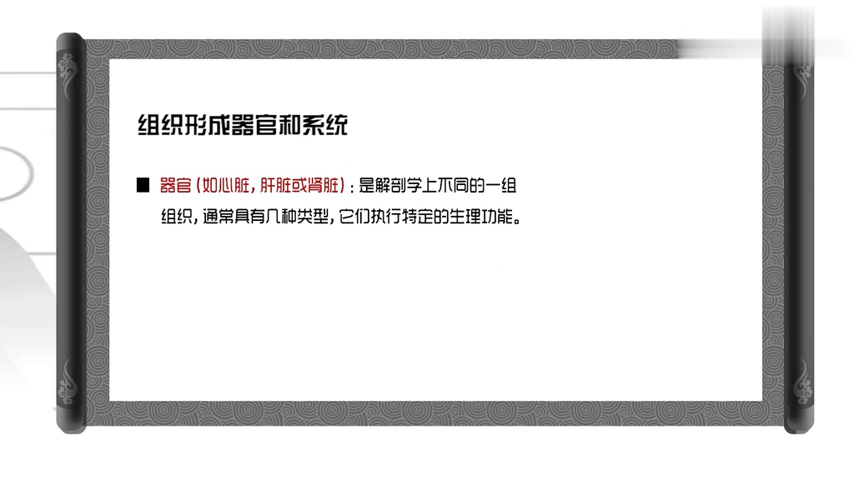 组织形成器官和系统
■ 器官(如心脏,肝脏或肾脏):是解剖学上不同的一组
组织,通常具有几种类型,它们执行特定的生理功能。